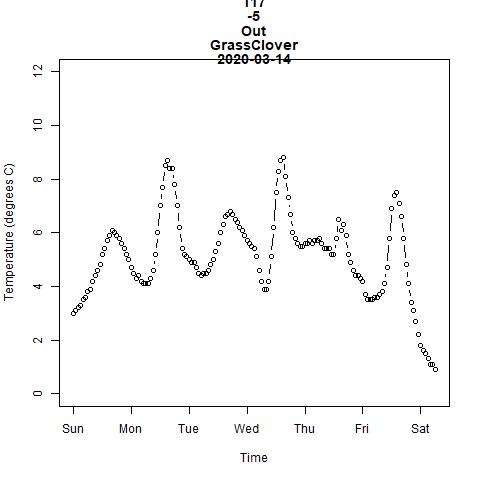 117
-5
Out
GrassClover
2020-03-14
12
10
8
6
4
2
0
Temperature (degrees C)
Sun Mon Tue Wed Thu Fri Sat
Time